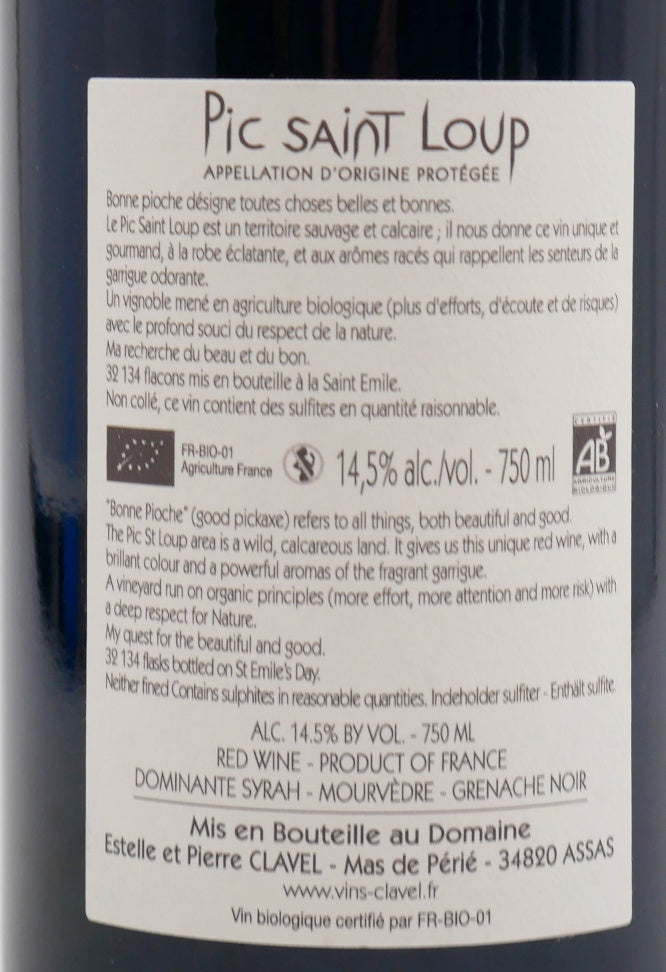 Pic Saint Loup
APPELLATION D'ORIGINE PROTÉGÉE
Bonne pioche désigne toutes choses belles et bonnes.
Le Pic Saint Loup est un territoire sauvage et calcaire ; il nous donne ce vin unique et
gourmand, à la robe éclatante, et aux arômes racés qui rappellent les senteurs de la
garrigue odorante.
Un vignoble mené en agriculture biologique (plus d'efforts, d'écoute et de risques)
avec le profond souci du respect de la nature.
Ma recherche du beau et du bon.
32 134 flacons mis en bouteille à la Saint Emile.
Non collé, ce vin contient des sulfites en quantité raisonnable.
FR-BIO-01
Agriculture France
14,5% alc./vol. - 750 ml
CERTIFIÉ
AB
AGRICULTURE
BIOLOGIQUE
"Bonne Pioche" (good pickaxe) refers to all things, both beautiful and good.
The Pic St Loup area is a wild, calcareous land. It gives us this unique red wine, with a
brillant colour and a powerful aromas of the fragrant garrigue.
A vineyard run on organic principles (more effort, more attention and more risk) with
a deep respect for Nature.
My quest for the beautiful and good.
32 134 flasks bottled on St Emile's Day.
Neither fined Contains sulphites in reasonable quantities. Indeholder sulfiter - Enthält sulfite.
ALC. 14.5% BY VOL. - 750 ML
RED WINE - PRODUCT OF FRANCE
DOMINANTE SYRAH - MOURVÈDRE - GRENACHE NOIR
Mis en Bouteille au Domaine
Estelle et Pierre CLAVEL - Mas de Périé - 34820 ASSAS
www.vins-clavel.fr
Vin biologique certifié par FR-BIO-01